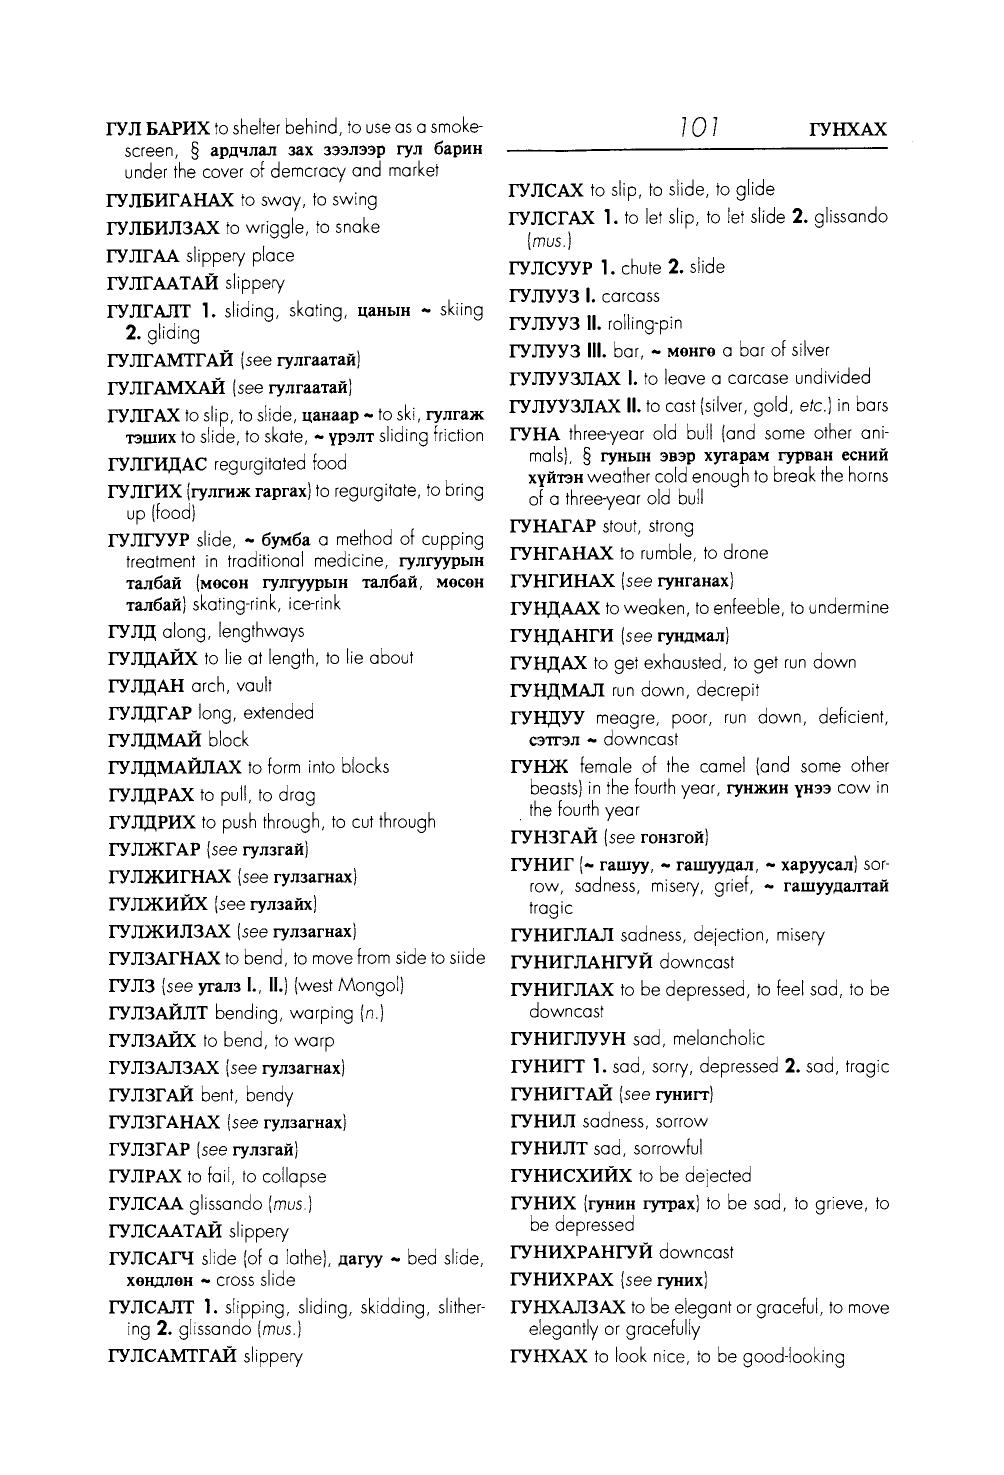 ГУЛ БАРИХ to shelter behind, to use as a smoke-
screen, § ардчлал зах зээлээр гул барин
under the cover of demcracy and market
ГУЛБИГАНАХ to sway, to swing
ГУЛБИЛЗАХ to wriggle, to snake
ГУЛГАА slippery place
ГУЛГААТАЙ slippery
ГУЛГАЛТ 1. sliding, skating, цанын ~ skiing
2. gliding
ГУЛГАМТГАЙ (see гулгаатай)
ГУЛГАМХАЙ (see гулгаатай)
ГУЛГАХ to slip, to slide, цанаар ~ to ski, гулгаж
тэших to slide, to skate, ~ үрэлт sliding friction
ГУЛГИДАС regurgitated food
ГУЛГИХ (гулгиж гаргах) to regurgitate, to bring
up (food)
ГУЛГУУР slide, ~ бумба a method of cupping
treatment in traditional medicine, гулгуурын
талбай (мөсөн гулгуурын талбай, мөсөн
талбай) skating-rink, ice-rink
ГУЛД along, lengthways
ГУЛДАЙХ to lie at length, to lie about
ГУЛДАН arch, vault
ГУЛДГАР long, extended
ГУЛДМАЙ block
ГУЛДМАЙЛАХ to form into blocks
ГУЛДРАХ to pull, to drag
ГУЛДРИХ to push through, to cut through
ГУЛЖГАР (see гулзгай)
ГУЛЖИГНАХ (see гулзагнах)
ГУЛЖИЙХ (see гулзайх)
ГУЛЖИЛЗАХ (see гулзагнах)
ГУЛЗАГНАХ to bend, to move from side to siide
ГУЛЗ (see угалз I., II.) (west Mongol)
ГУЛЗАЙЛТ bending, warping (n.)
ГУЛЗАЙХ to bend, to warp
ГУЛЗАЛЗАХ (see гулзагнах)
ГУЛЗГАЙ bent, bendy
ГУЛЗГАНАХ (see гулзагнах)
ГУЛЗГАР (see гулзгай)
ГУЛРАХ to fail, to collapse
ГУЛСАА glissando (mus.)
ГУЛСААТАЙ slippery
ГУЛСАГЧ slide (of a lathe), дагуу ~ bed slide,
хөндлөн ~ cross slide
ГУЛСАЛТ 1. slipping, sliding, skidding, slither-
ing 2. glissando (mus.)
ГУЛСАМТГАЙ slippery
101 ГУНХАХ
ГУЛСАХ to slip, to slide, to glide
ГУЛСГАХ 1. to let slip, to let slide 2. glissando
(mus.)
ГУЛСУУР 1. chute 2. slide
ГУЛУУЗ I. carcass
ГУЛУУЗ II. rolling-pin
ГУЛУУЗ III. bar, ~ мөнгө a bar of silver
ГУЛУУЗЛАХ I. to leave a carcase undivided
ГУЛУУЗЛАХ II. to cast (silver, gold, etc.) in bars
ГУНА three-year old bull (and some other ani-
mals), § гунын эвэр хугарам гурван есний
хүйтэн weather cold enough to break the horns
of a three-year old bull
ГУНАГАР stout, strong
ГУНГАНАХ to rumble, to drone
ГУНГИНАХ (see гунганах)
ГУНДААХ to weaken, to enfeeble, to undermine
ГУНДАНГИ (see гундмал)
ГУНДАХ to get exhausted, to get run down
ГУНДМАЛ run down, decrepit
ГУНДУУ meagre, poor, run down, deficient,
сэтгэл ~ downcast
ГУНЖ female of the camel (and some other
beasts) in the fourth year, гунжин үнээ cow in
the fourth year
ГУНЗГАЙ (see гонзгой)
ГУНИГ (~ гашуу, ~ гашуудал, ~ харуусал) sor-
row, sadness, misery, grief, ~ гашуудалтай
tragic
ГУНИГЛАЛ sadness, dejection, misery
ГУНИГЛАНГУЙ downcast
ГУНИГЛАХ to be depressed, to feel sad, to be
downcast
ГУНИГЛУУН sad, melancholic
ГУНИГТ 1. sad, sorry, depressed 2. sad, tragic
ГУНИГТАЙ (see гунигт)
ГУНИЛ sadness, sorrow
ГУНИЛТ sad, sorrowful
ГУНИСХИЙХ to be dejected
ГУНИХ (гунин гутрах) to be sad, to grieve, to
be depressed
ГУНИХРАНГУЙ downcast
ГУНИХРАХ (see гуних)
ГУНХАЛЗАХ to be elegant or graceful, to move
elegantly or gracefully
ГУНХАХ to look nice, to be good-looking